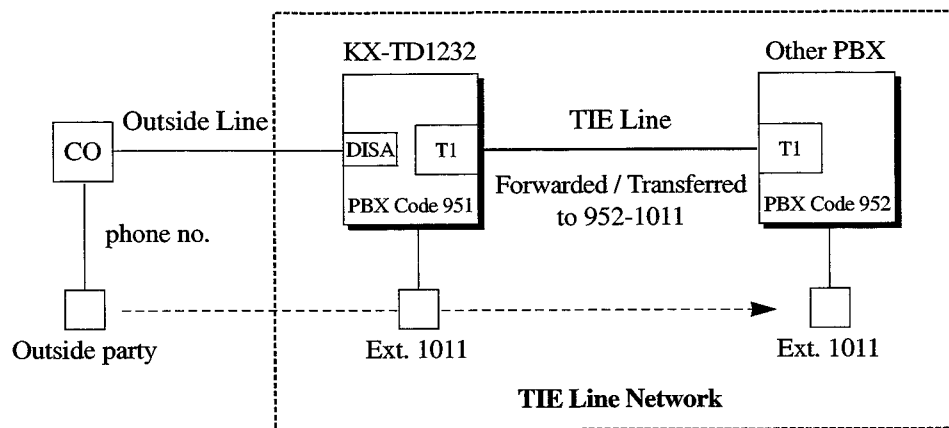 KX-TD1232
Other PBX
Outside Line
TIE Line
CO
DISA
T1
T1
Forwarded / Transferred
to 952-1011
PBX Code 951
PBX Code 952
phone no.
Outside party
Ext. 1011
Ext. 1011
TIE Line Network